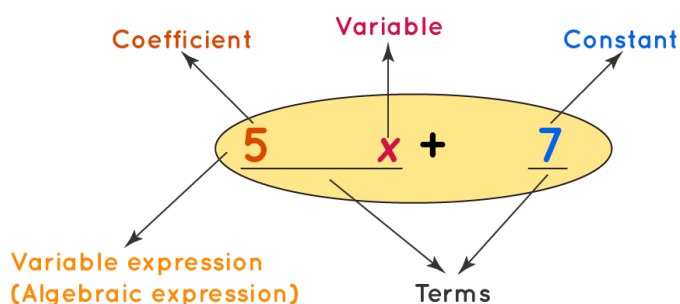 Variable
Coefficient
Constant
5 x + 7
Variable expression
(Algebraic expression)
Terms